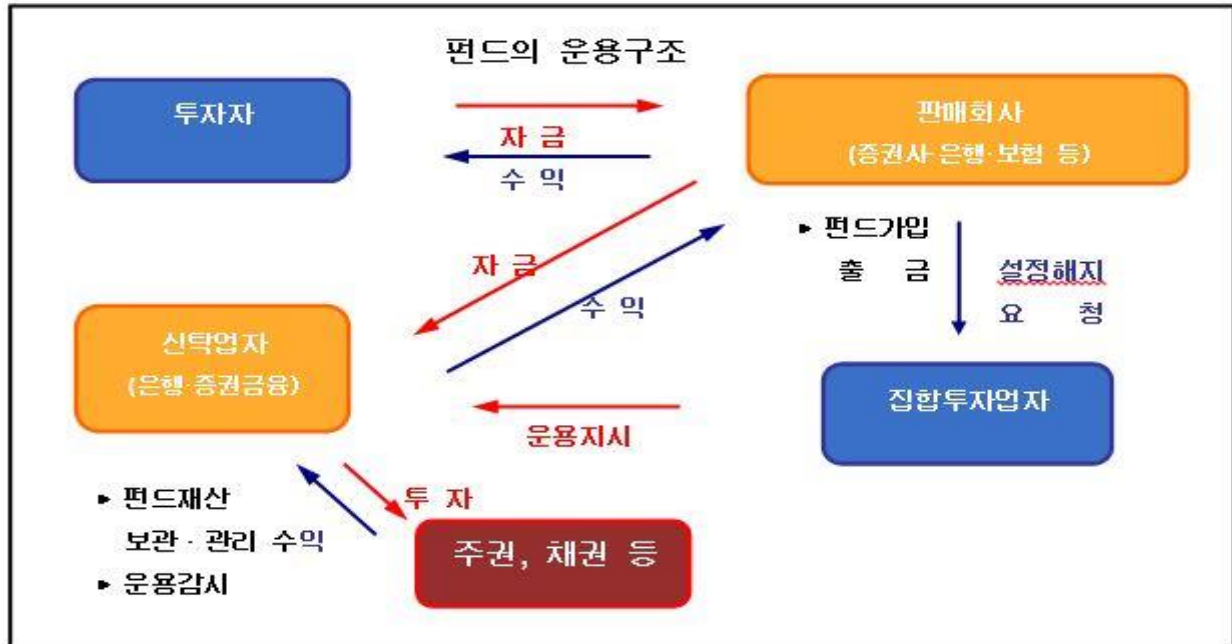 펀드의 운용구조
투자자
판매회사
(증권사·은행·보험 등)
자 금
수 익
▸ 펀드가입
출 금
설정해지
요 청
자 금
수 익
신탁업자
(은행·증권금융)
집합투자업자
운용지시
▸ 펀드재산
보관·관리 수익
▸ 운용감시
투 자
주권, 채권 등